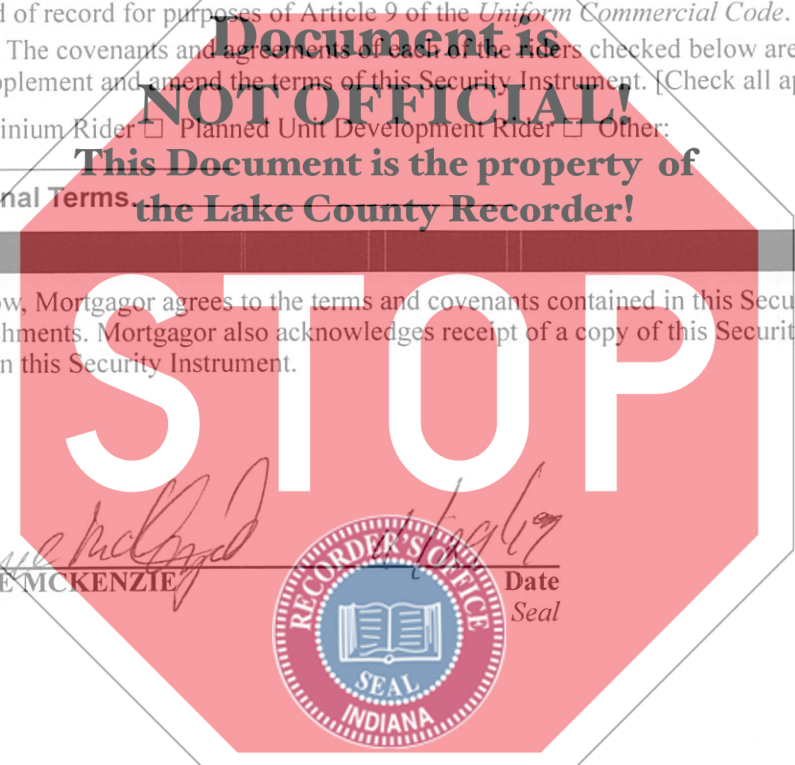 d of record for purposes of Article 9 of the Uniform Commercial Code.
Document is
The covenants and agreements of each of the riders checked below are
plement and amend the terms of this Security Instrument. [Check all a
NOT OFFICIAL!
inium Rider ☐ Planned Unit Development Rider ☐ Other:
This Document is the property of
nal Terms.
the Lake County Recorder!
STOP
ow, Mortgagor agrees to the terms and covenants contained in this Secu
hments. Mortgagor also acknowledges receipt of a copy of this Securit
n this Security Instrument.
E MCKENZIE Date
Seal
RECORDER'S OFFICE
SEAL
INDIANA